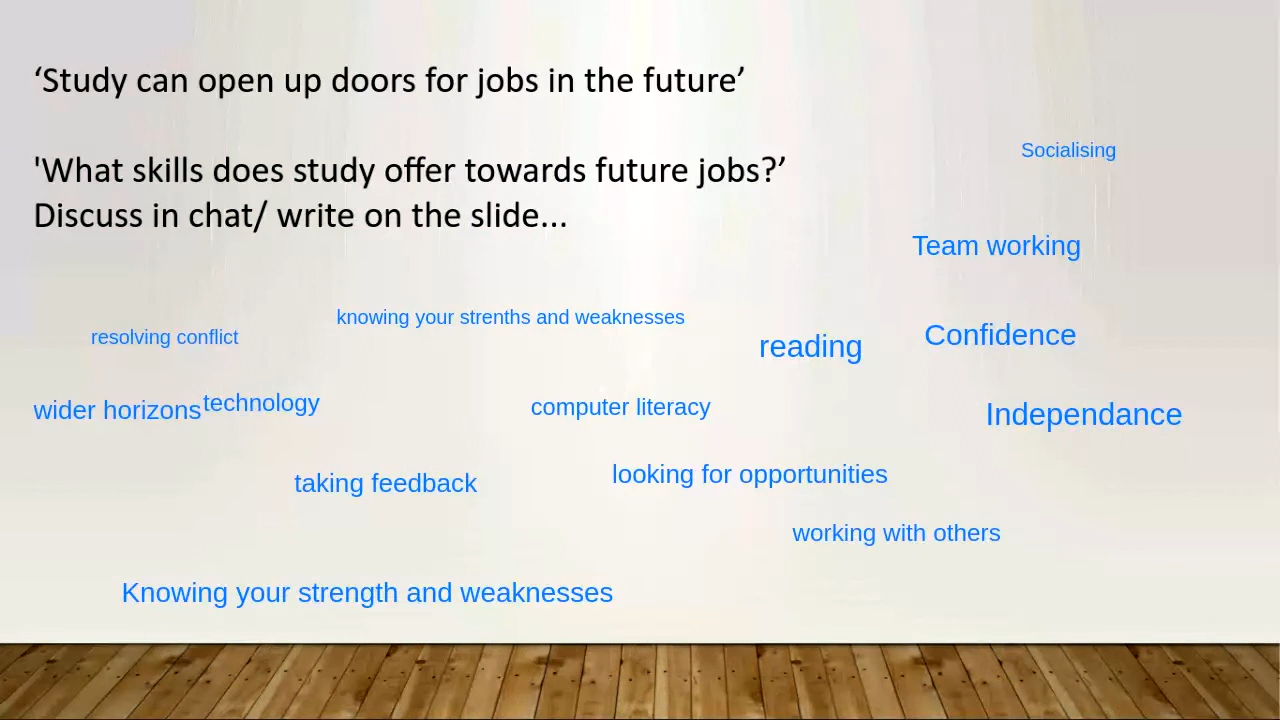 ‘Study can open up doors for jobs in the future’
'What skills does study offer towards future jobs?’
Discuss in chat/ write on the slide...
Socialising
Team working
knowing your strenths and weaknesses
resolving conflict
reading
Confidence
wider horizons
technology
computer literacy
Independance
taking feedback
looking for opportunities
working with others
Knowing your strength and weaknesses